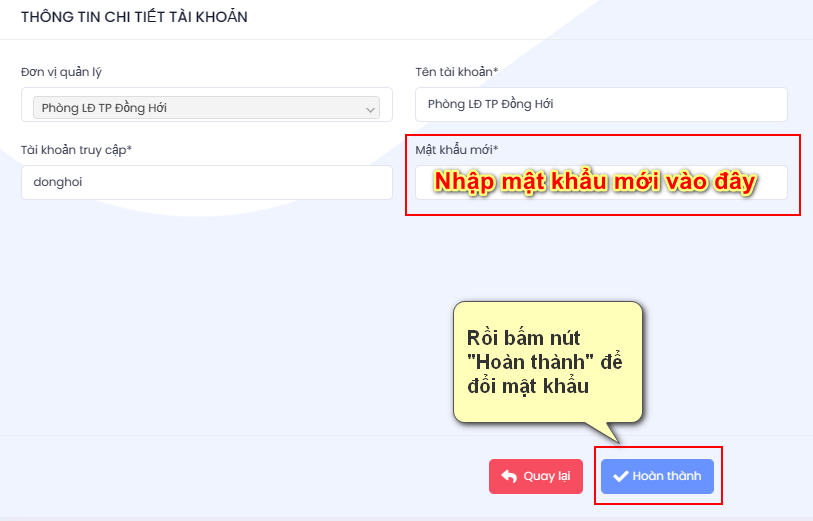 THÔNG TIN CHI TIẾT TÀI KHOẢN
Đơn vị quản lý
Tên tài khoản*
Phòng LĐ TP Đồng Hới
Phòng LĐ TP Đồng Hới
Tài khoản truy cập*
Mật khẩu mới*
donghoi
Nhập mật khẩu mới vào đây
Rồi bấm nút
"Hoàn thành" để
đổi mật khẩu
Quay lại
Hoàn thành